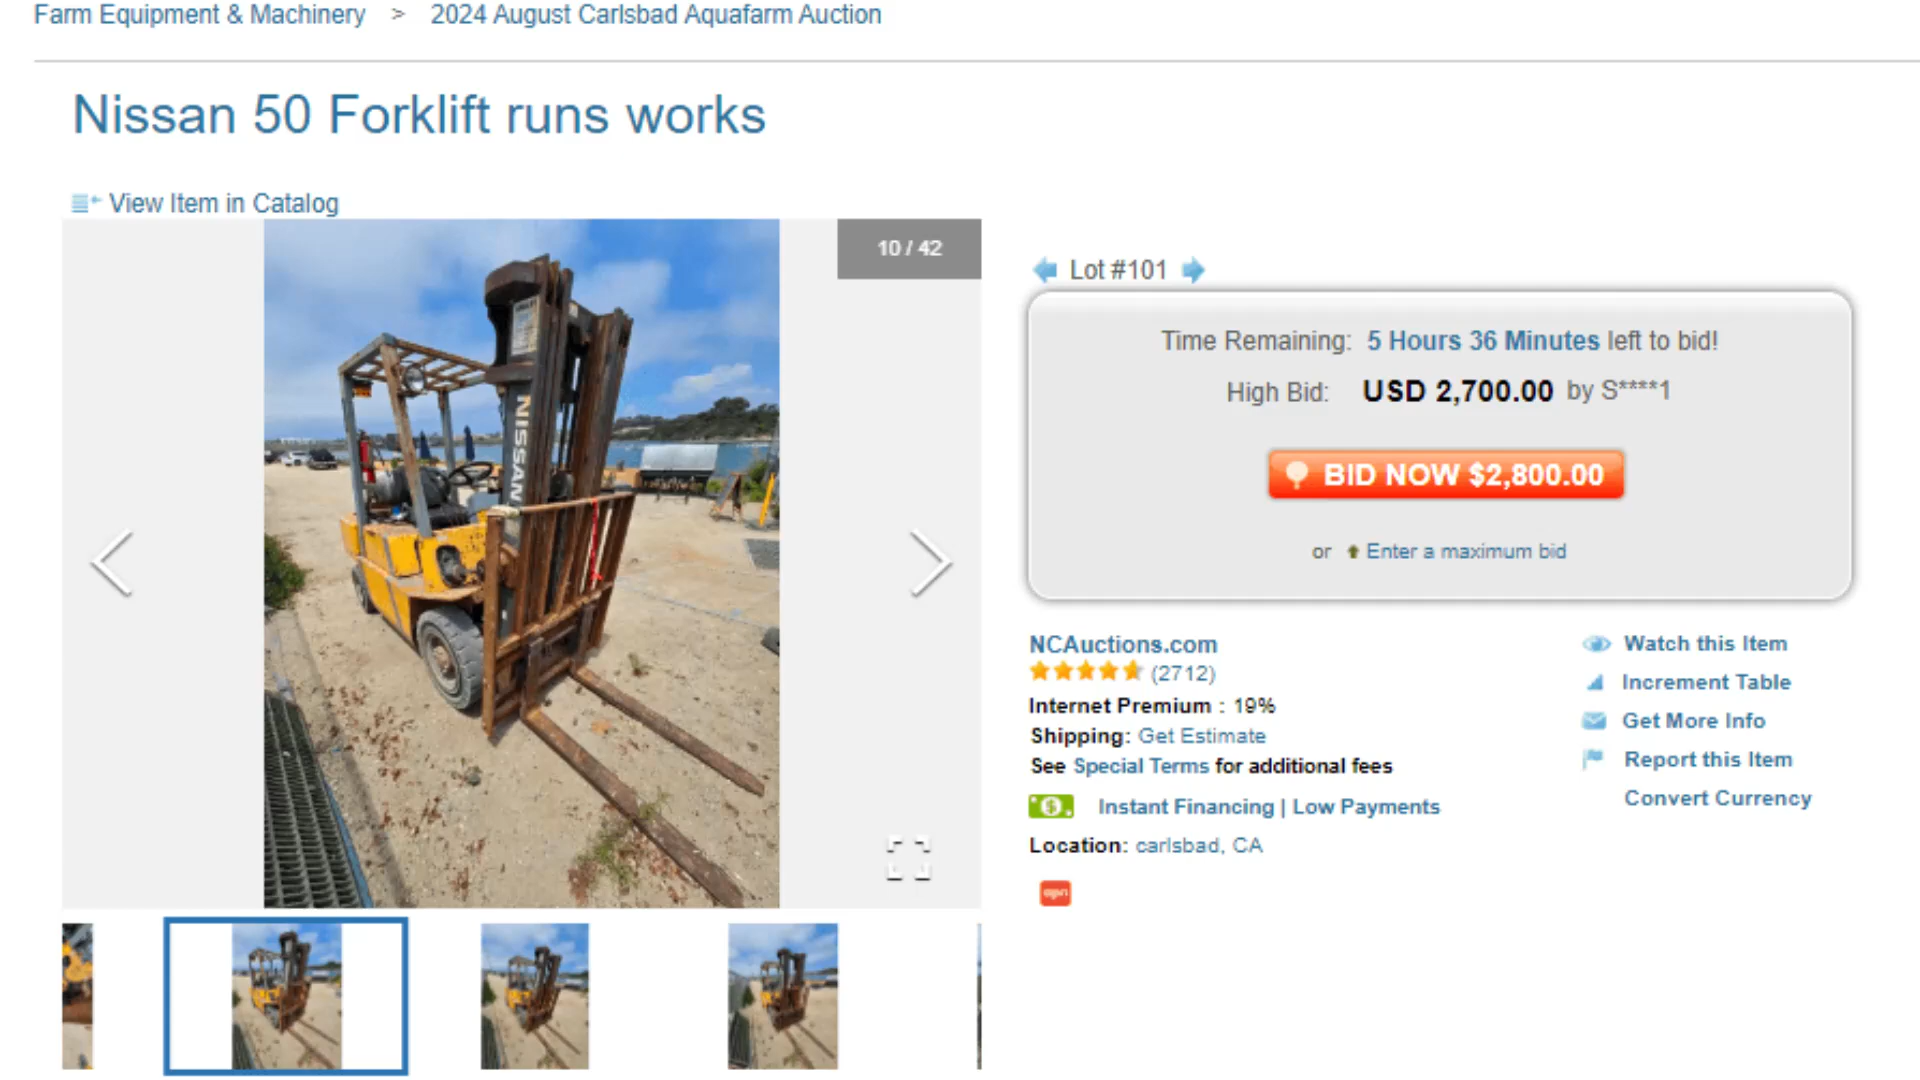 Farm Equipment & Machinery > 2024 August Carlsbad Aquafarm Auction
Nissan 50 Forklift runs works
View Item in Catalog
10 / 42
NISSAN
Lot #101
Time Remaining: 5 Hours 36 Minutes left to bid!
High Bid: USD 2,700.00 by S****1
BID NOW $2,800.00
or Enter a maximum bid
NCAuctions.com
(2712)
Internet Premium : 19%
Shipping: Get Estimate
See Special Terms for additional fees
Instant Financing | Low Payments
Location: carlsbad, CA
Watch this Item
Increment Table
Get More Info
Report this Item
Convert Currency